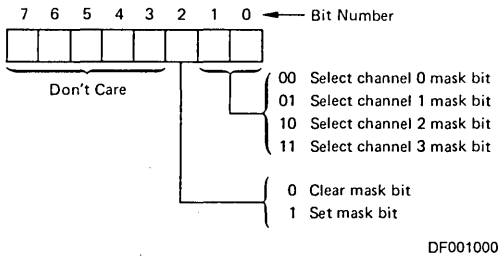 7 6 5 4 3 2 1 0 Bit Number
Don't Care
00 Select channel 0 mask bit
01 Select channel 1 mask bit
10 Select channel 2 mask bit
11 Select channel 3 mask bit
0 Clear mask bit
1 Set mask bit
DF001000